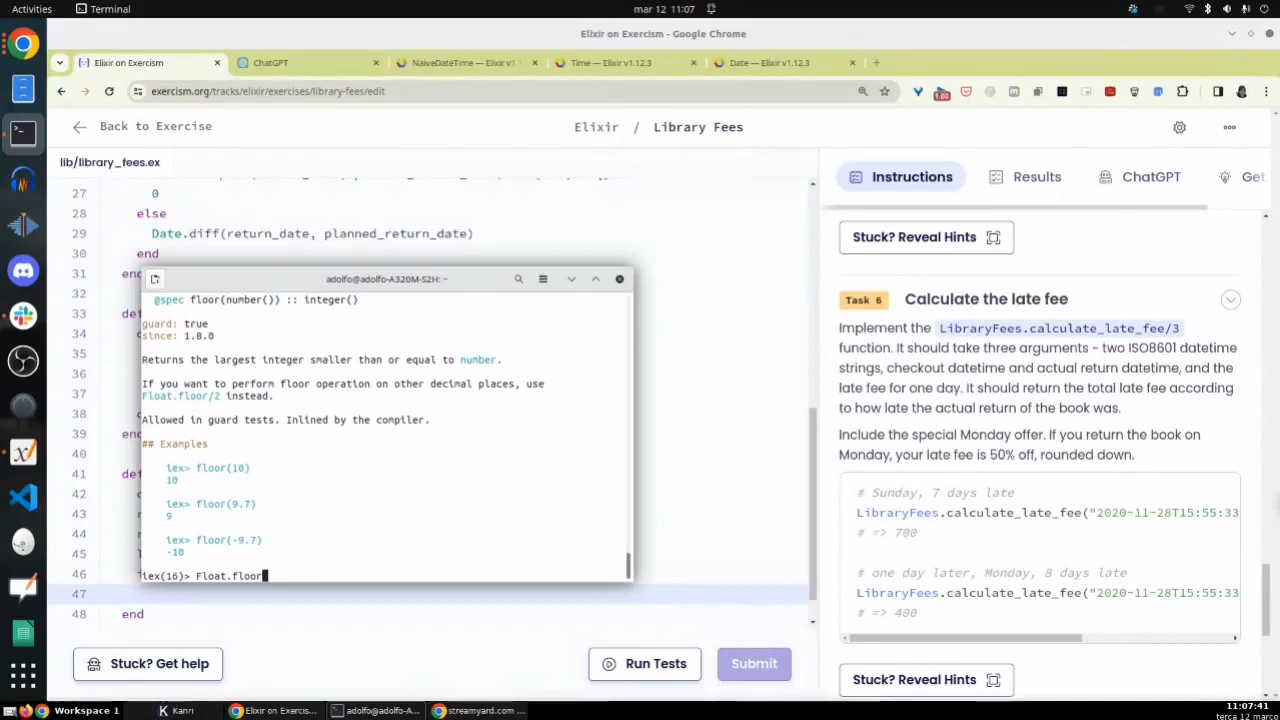 Activities
Terminal
mar 12 11:07
Elixir on Exercism - Google Chrome
Elixir on Exercism
ChatGPT
NaiveDateTime — Elixir v1
Time — Elixir v1.12.3
Date — Elixir v1.12.3
exercism.org/tracks/elixir/exercises/library-fees/edit
1.00
Back to Exercise
Elixir / Library Fees
lib/library_fees.ex
Instructions
Results
ChatGPT
Get
27 0
28 else
29 Date.diff(return_date, planned_return_date)
30 end
31 en
32
33 de
34
35
36
37
38
39 en
40
41 de
42
43
44
45
46
47
48 end
adolfo@adolfo-A320M-S2H: ~
@spec floor(number()) :: integer()
guard: true
since: 1.8.0
Returns the largest integer smaller than or equal to number.
If you want to perform floor operation on other decimal places, use
Float.floor/2 instead.
Allowed in guard tests. Inlined by the compiler.
## Examples
iex> floor(10)
10
iex> floor(9.7)
9
iex> floor(-9.7)
-10
iex(16)> Float.floor
Stuck? Get help
Run Tests
Submit
Stuck? Reveal Hints
Task 6 Calculate the late fee
Implement the LibraryFees.calculate_late_fee/3
function. It should take three arguments - two ISO8601 datetime
strings, checkout datetime and actual return datetime, and the
late fee for one day. It should return the total late fee according
to how late the actual return of the book was.
Include the special Monday offer. If you return the book on
Monday, your late fee is 50% off, rounded down.
# Sunday, 7 days late
LibraryFees.calculate_late_fee("2020-11-28T15:55:33
# => 700
# one day later, Monday, 8 days late
LibraryFees.calculate_late_fee("2020-11-28T15:55:33
# => 400
Stuck? Reveal Hints
Workspace 1
Kanri
Elixir on Exercis...
adolfo@adolfo-A...
streamyard.com ...
11:07:41
terça 12 março